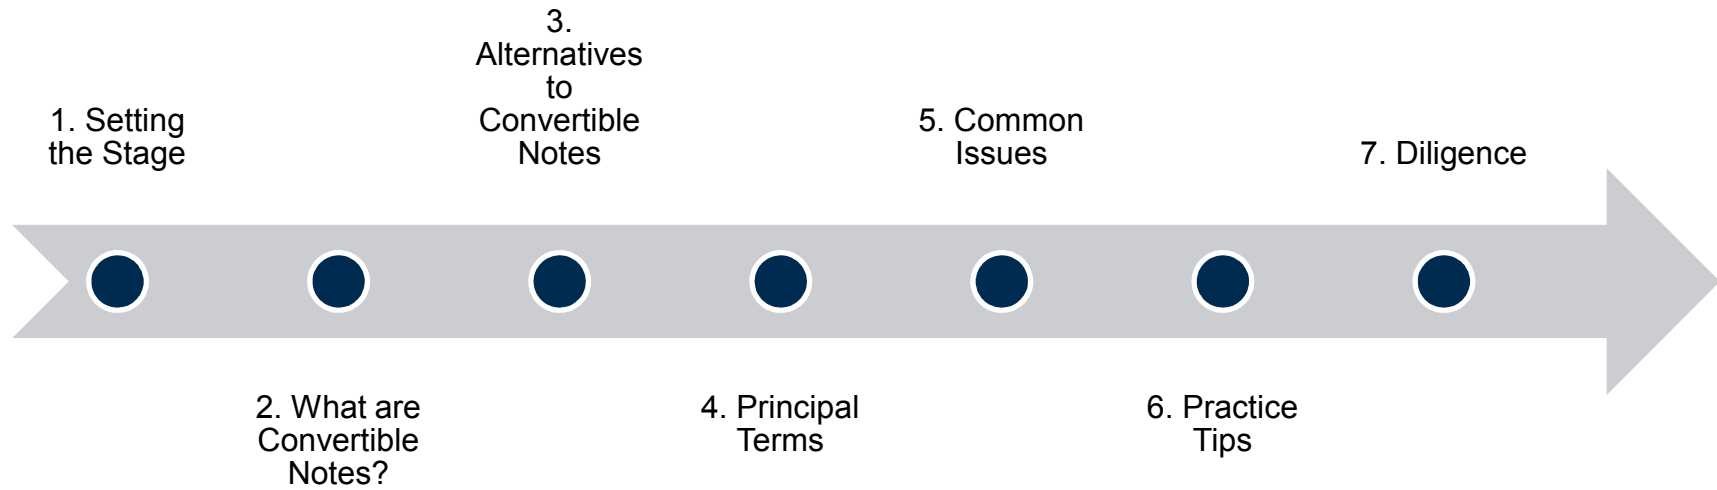 1. Setting
the Stage
2. What are
Convertible
Notes?
3.
Alternatives
to
Convertible
Notes
4. Principal
Terms
5. Common
Issues
6. Practice
Tips
7. Diligence